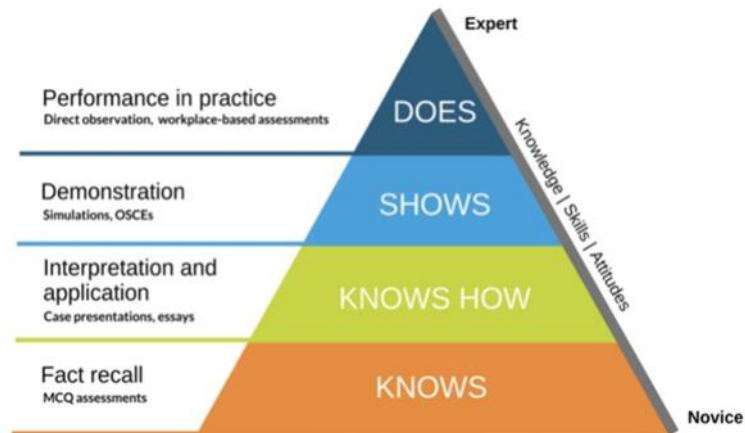 Expert
Performance in practice
Direct observation, workplace-based assessments
DOES
Knowledge | Skills | Attitudes
Demonstration
Simulations, OSCEs
SHOWS
Interpretation and
application
Case presentations, essays
KNOWS HOW
Fact recall
MCQ assessments
KNOWS
Novice